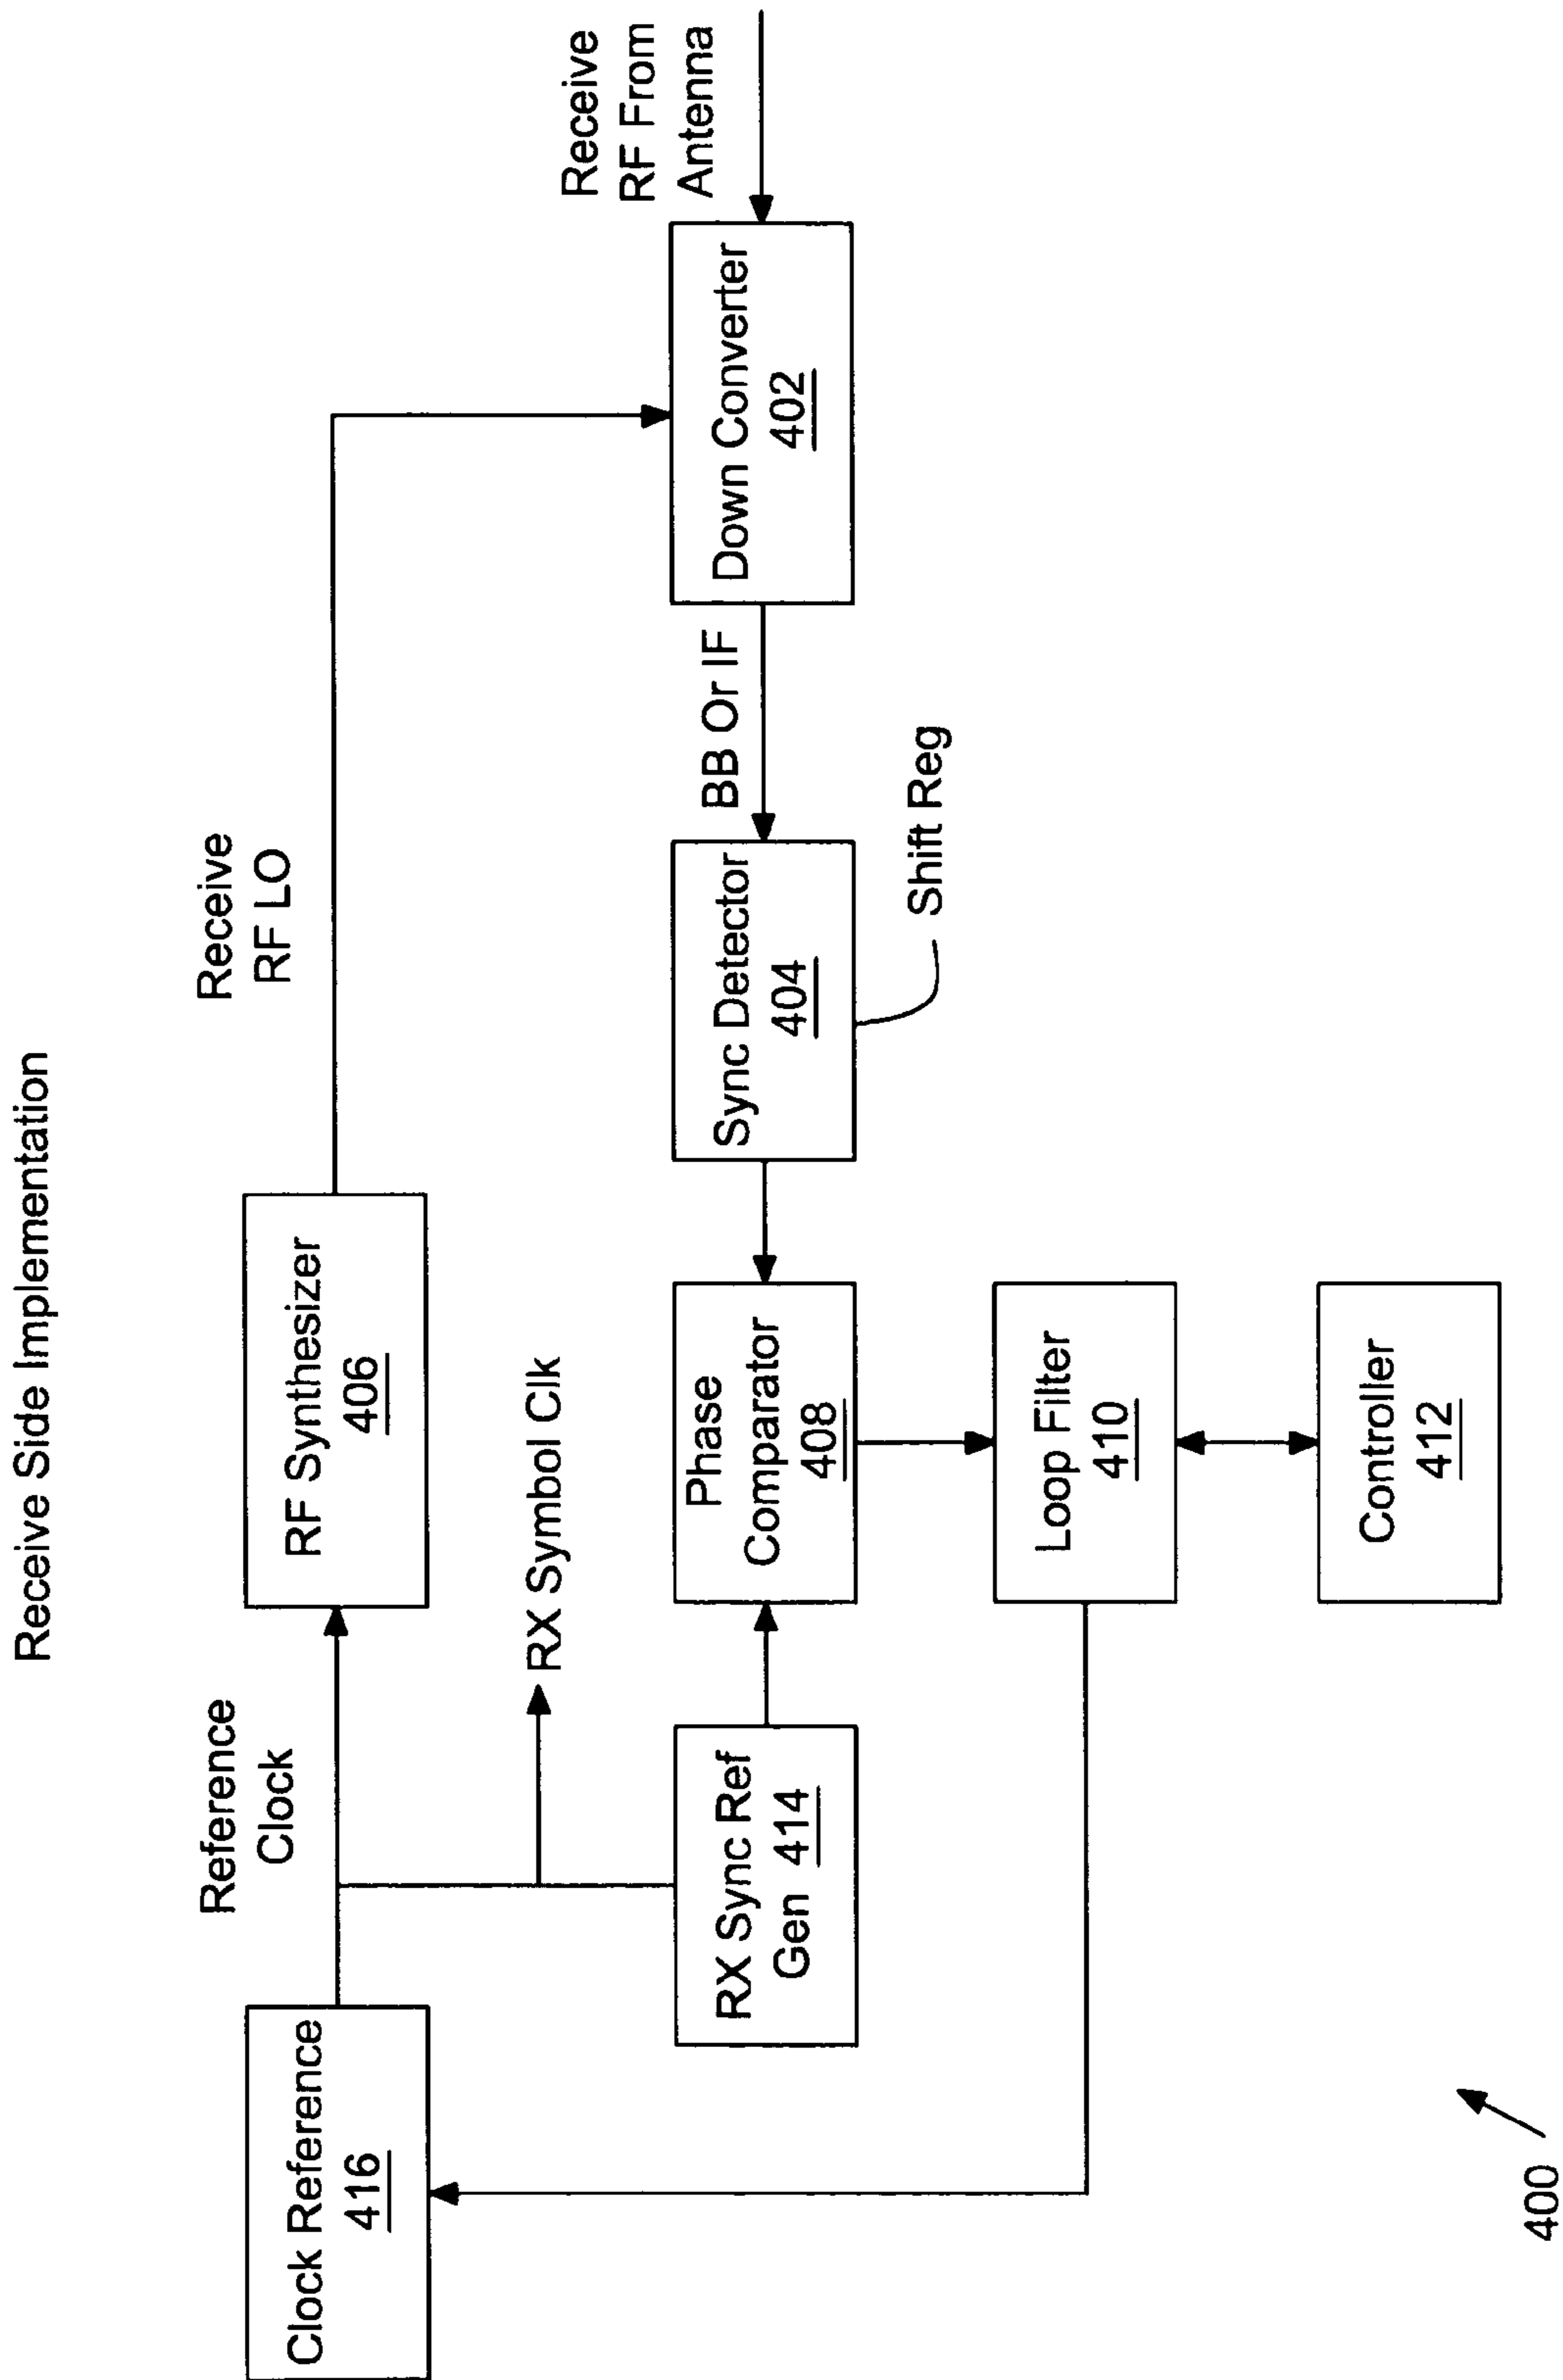 Receive Side Implementation
Clock Reference
416
Reference
Clock
RF Synthesizer
406
Receive
RF LO
RX Symbol Clk
Receive
RF From
Antenna
RX Sync Ref
Gen 414
Phase
Comparator
408
Sync Detector
404
BB Or IF
Down Converter
402
Shift Reg
Loop Filter
410
Controller
412
400